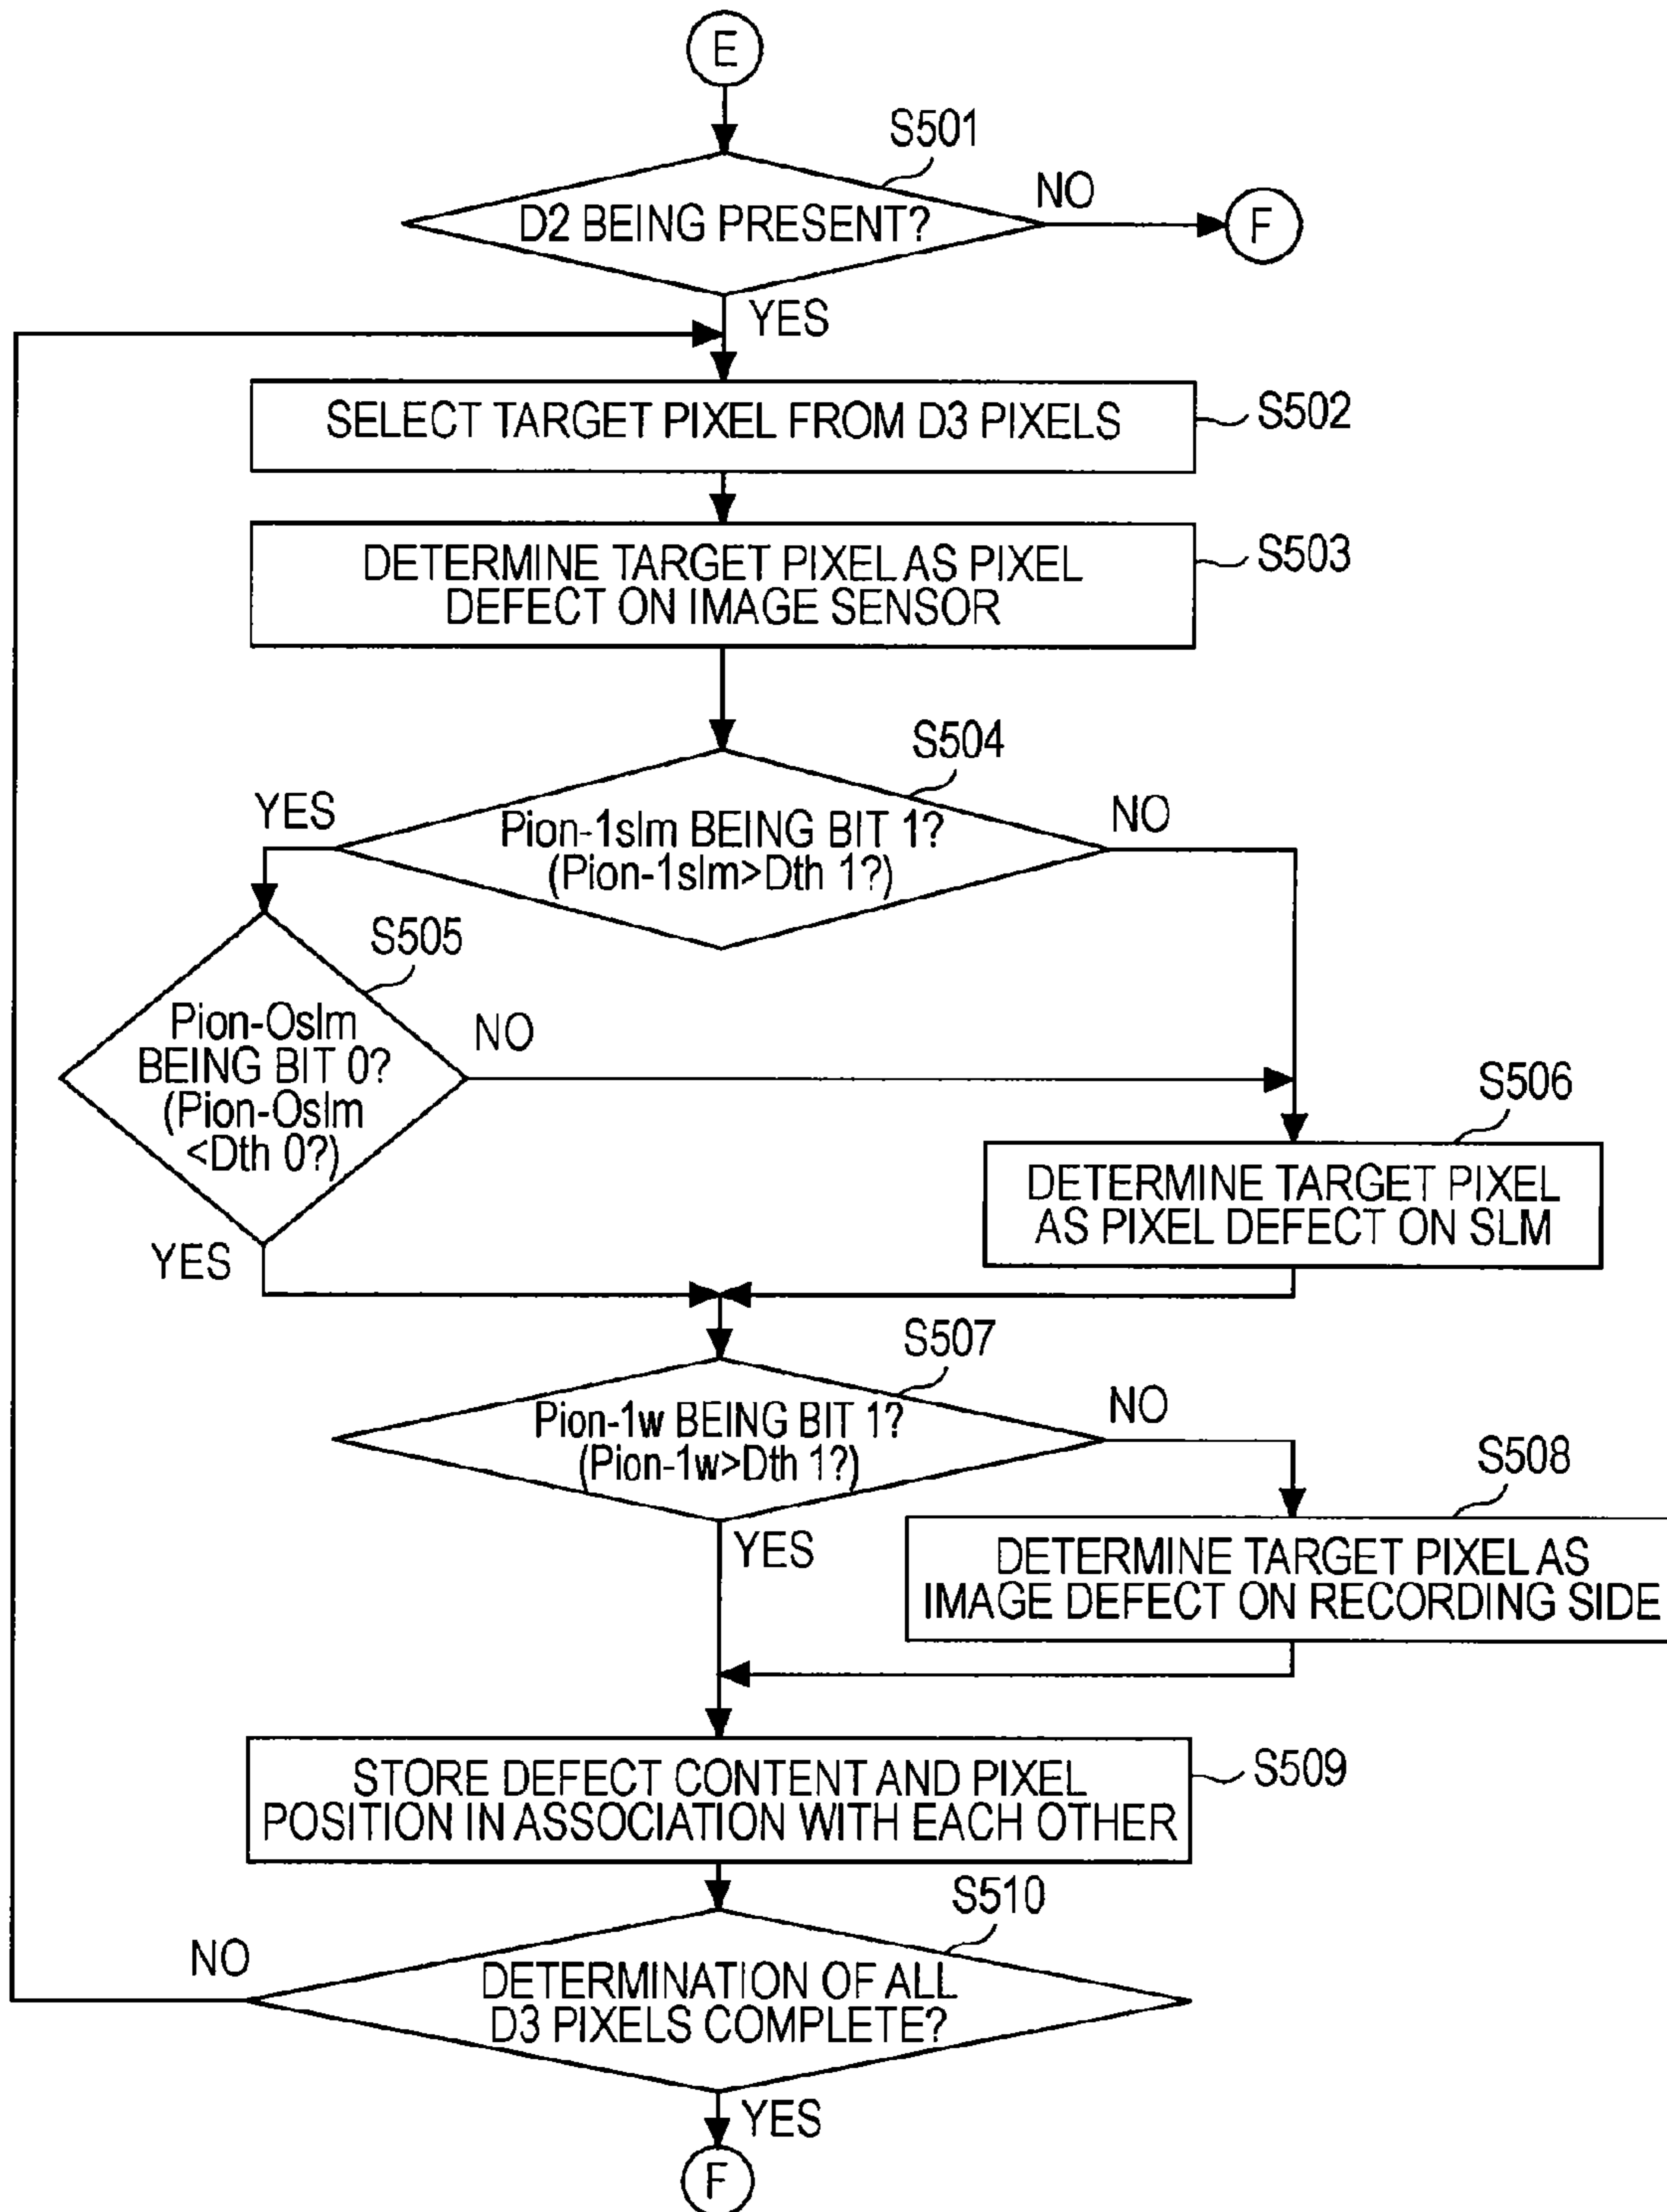 E
S501
D2 BEING PRESENT?
NO
F
YES
SELECT TARGET PIXEL FROM D3 PIXELS
S502
DETERMINE TARGET PIXEL AS PIXEL
DEFECT ON IMAGE SENSOR
S503
S504
YES
Pion-1slm BEING BIT 1?
(Pion-1slm>Dth 1?)
NO
S505
Pion-Oslm
BEING BIT 0?
(Pion-Oslm
<Dth 0?)
NO
YES
S506
DETERMINE TARGET PIXEL
AS PIXEL DEFECT ON SLM
S507
Pion-1w BEING BIT 1?
(Pion-1w>Dth 1?)
NO
YES
S508
DETERMINE TARGET PIXEL AS
IMAGE DEFECT ON RECORDING SIDE
STORE DEFECT CONTENT AND PIXEL
POSITION IN ASSOCIATION WITH EACH OTHER
S509
S510
NO
DETERMINATION OF ALL
D3 PIXELS COMPLETE?
YES
F